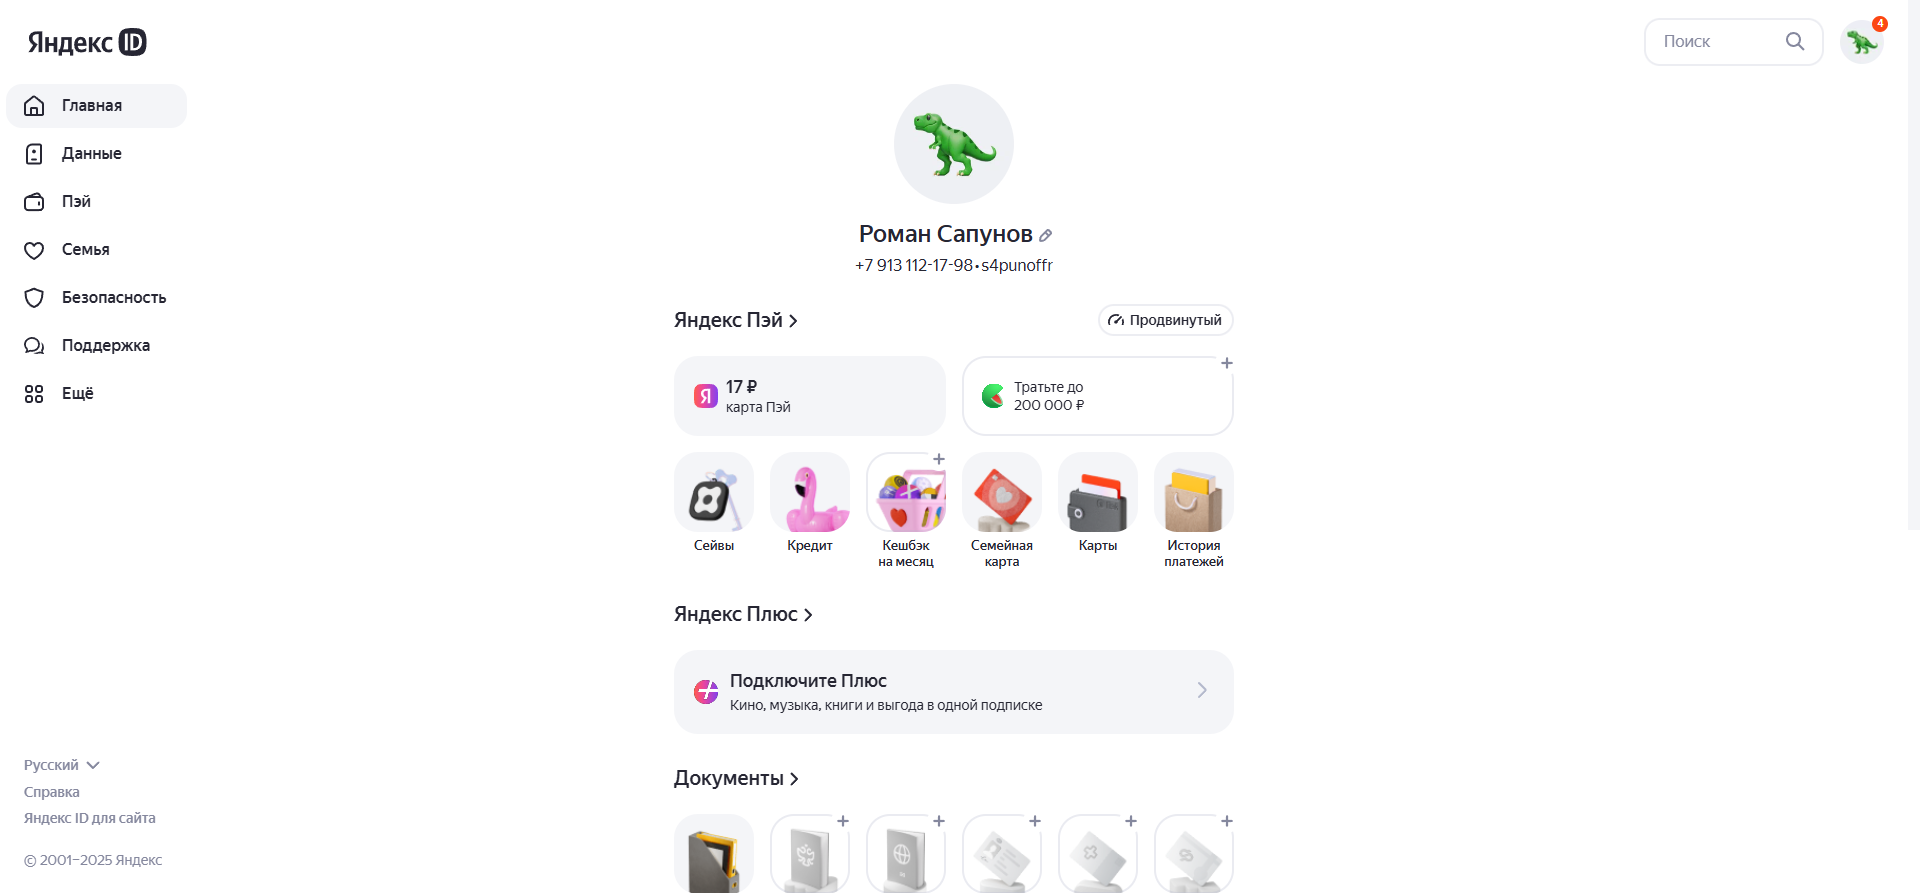 Яндекс ID
Поиск
4
Главная
Данные
Пэй
Семья
Безопасность
Поддержка
Ещё
Роман Сапунов
+7 913 112-17-98 • s4punoffr
Яндекс Пэй
Продвинутый
Я
17 ₽
карта Пэй
Тратьте до
200 000 ₽
Сейвы
Кредит
Кешбэк
на месяц
Семейная
карта
Карты
История
платежей
Яндекс Плюс
Подключите Плюс
Кино, музыка, книги и выгода в одной подписке
Документы
Русский
Справка
Яндекс ID для сайта
© 2001–2025 Яндекс